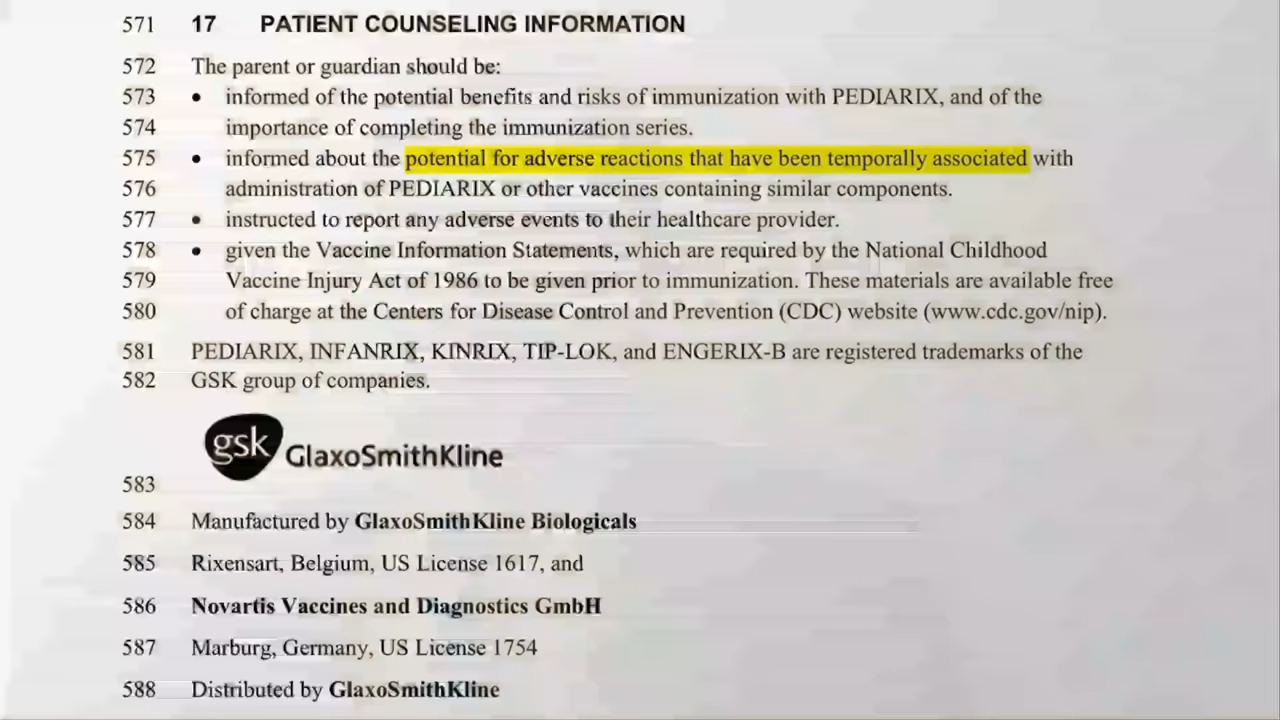 571 17 PATIENT COUNSELING INFORMATION
572 The parent or guardian should be:
573 • informed of the potential benefits and risks of immunization with PEDIARIX, and of the
574 importance of completing the immunization series.
575 • informed about the potential for adverse reactions that have been temporally associated with
576 administration of PEDIARIX or other vaccines containing similar components.
577 • instructed to report any adverse events to their healthcare provider.
578 • given the Vaccine Information Statements, which are required by the National Childhood
579 Vaccine Injury Act of 1986 to be given prior to immunization. These materials are available free
580 of charge at the Centers for Disease Control and Prevention (CDC) website (www.cdc.gov/nip).
581 PEDIARIX, INFANRIX, KINRIX, TIP-LOK, and ENGERIX-B are registered trademarks of the
582 GSK group of companies.
gsk GlaxoSmithKline
583
584 Manufactured by GlaxoSmithKline Biologicals
585 Rixensart, Belgium, US License 1617, and
586 Novartis Vaccines and Diagnostics GmbH
587 Marburg, Germany, US License 1754
588 Distributed by GlaxoSmithKline